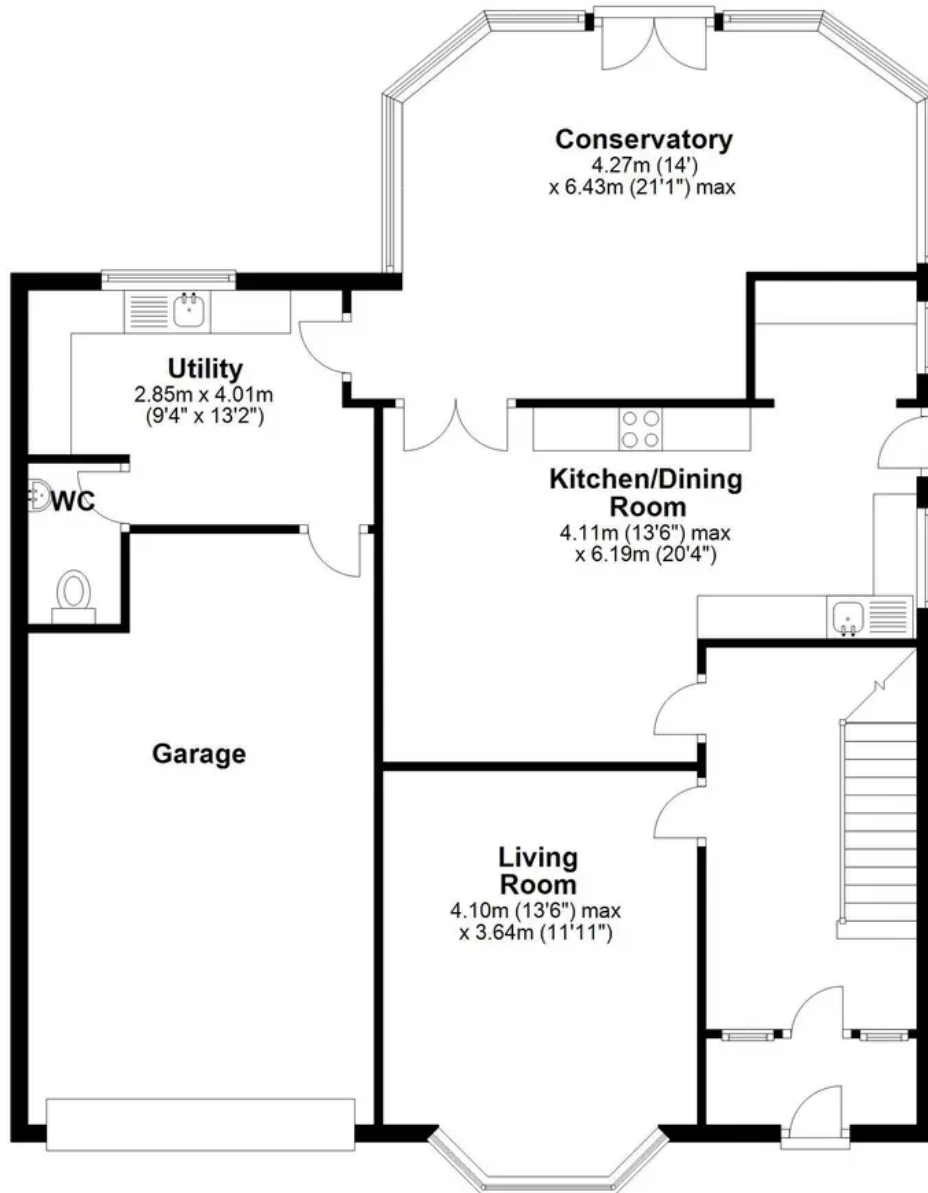 Conservatory
4.27m (14')
x 6.43m (21'1") max
Utility
2.85m x 4.01m
(9'4" x 13'2")
WC
Kitchen/Dining
Room
4.11m (13'6") max
x 6.19m (20'4")
Garage
Living
Room
4.10m (13'6") max
x 3.64m (11'11")